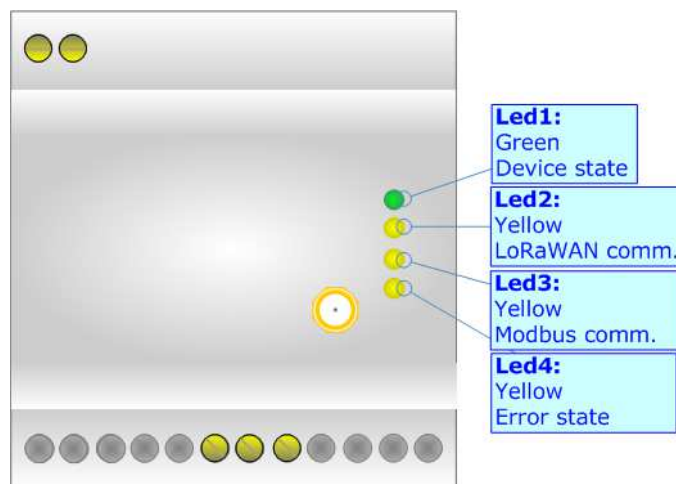 Led1:
Green
Device state
Led2:
Yellow
LoRaWAN comm.
Led3:
Yellow
Modbus comm.
Led4:
Yellow
Error state